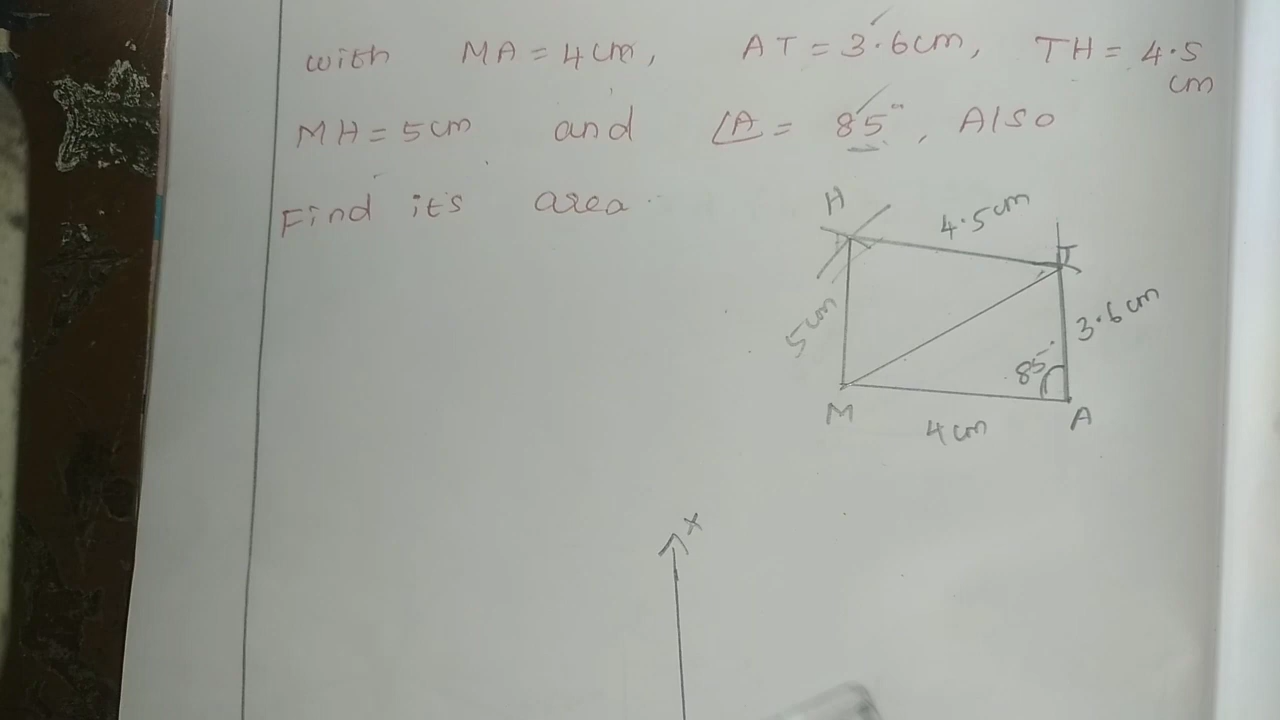 with MA = 4cm, AT = 3.6cm, TH = 4.5
cm
MH = 5cm and ∠A = 85°, Also
Find it's area.
H
4.5cm
T
5cm
3.6cm
85°
M
4cm
A
X